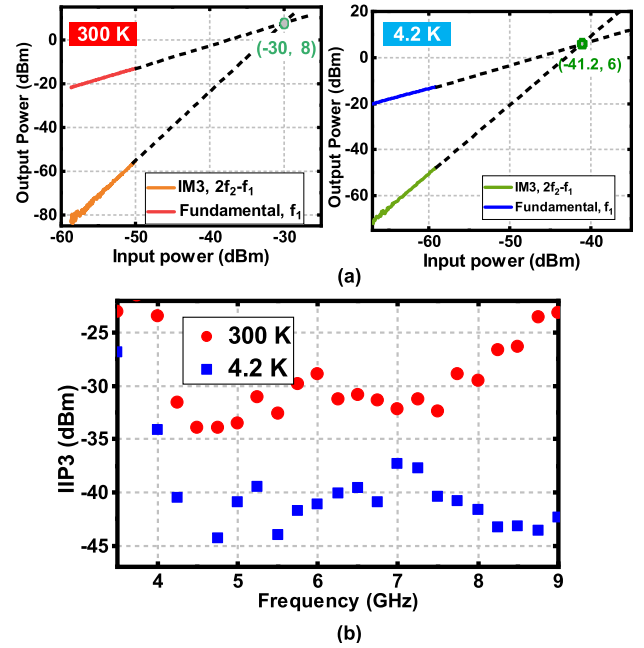 300 K
(-30, 8)
Output Power (dBm)
0
-20
-40
-60
-80
-60
-50
-40
-30
Input power (dBm)
IM3, 2f₂-f₁
Fundamental, f₁
4.2 K
(-41.2, 6)
Output Power (dBm)
20
0
-20
-40
-60
-60
-50
-40
Input power (dBm)
IM3, 2f₂-f₁
Fundamental, f₁
(a)
300 K
4.2 K
IIP3 (dBm)
-25
-30
-35
-40
-45
4
5
6
7
8
9
Frequency (GHz)
(b)